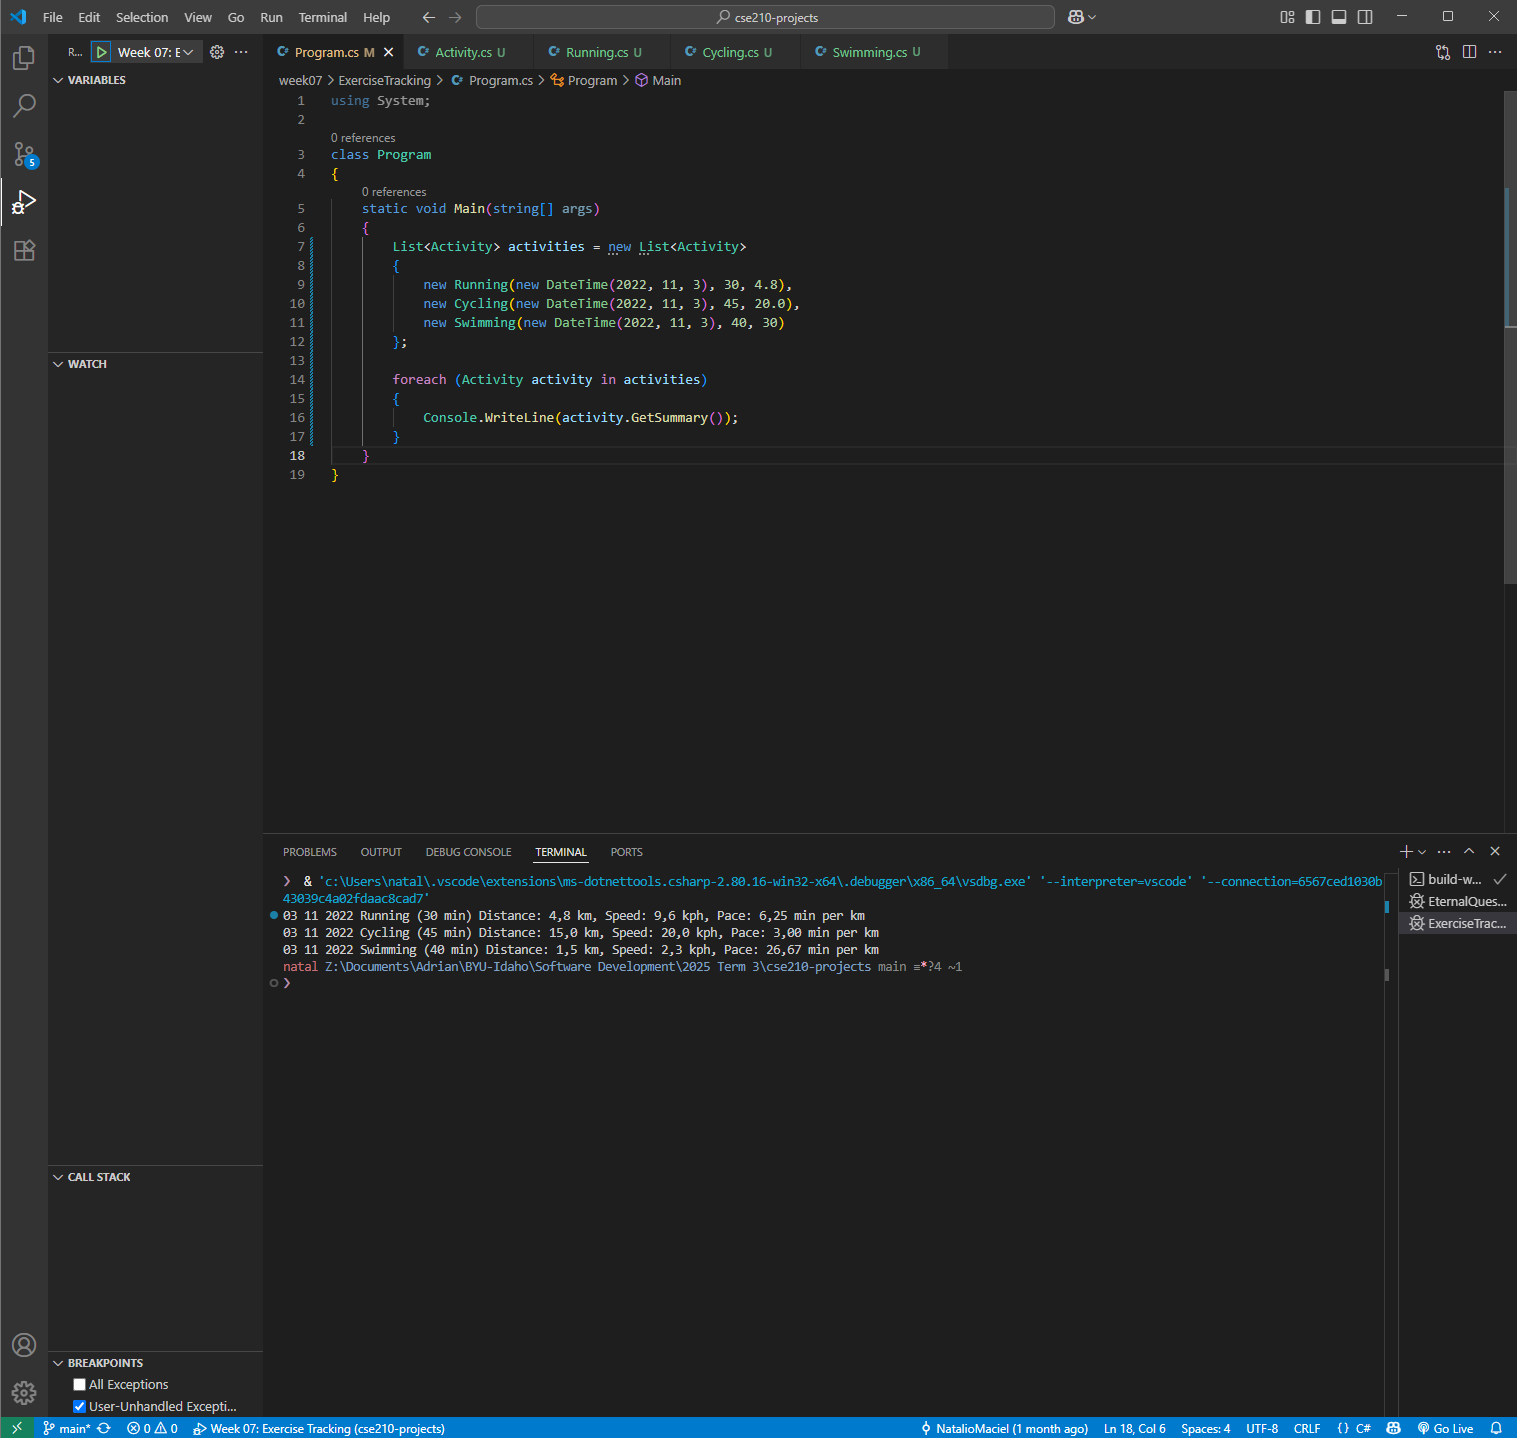 File Edit Selection View Go Run Terminal Help cse210-projects
R... Week 07: E
Program.cs M Activity.cs U Running.cs U Cycling.cs U Swimming.cs U
VARIABLES
week07 > ExerciseTracking > Program.cs > Program > Main
1 using System;
2
0 references
3 class Program
4 {
0 references
5 static void Main(string[] args)
6 {
7 List<Activity> activities = new List<Activity>
8 {
9 new Running(new DateTime(2022, 11, 3), 30, 4.8),
10 new Cycling(new DateTime(2022, 11, 3), 45, 20.0),
11 new Swimming(new DateTime(2022, 11, 3), 40, 30)
12 };
13
14 foreach (Activity activity in activities)
15 {
16 Console.WriteLine(activity.GetSummary());
17 }
18 }
19 }
5
WATCH
CALL STACK
BREAKPOINTS
All Exceptions
User-Unhandled Excepti...
PROBLEMS OUTPUT DEBUG CONSOLE TERMINAL PORTS
❯ & 'c:\Users\natal\.vscode\extensions\ms-dotnettools.csharp-2.80.16-win32-x64\.debugger\x86_64\vsdbg.exe' '--interpreter=vscode' '--connection=6567ced1030b
43039c4a02fdaac8cad7'
03 11 2022 Running (30 min) Distance: 4,8 km, Speed: 9,6 kph, Pace: 6,25 min per km
03 11 2022 Cycling (45 min) Distance: 15,0 km, Speed: 20,0 kph, Pace: 3,00 min per km
03 11 2022 Swimming (40 min) Distance: 1,5 km, Speed: 2,3 kph, Pace: 26,67 min per km
natal Z:\Documents\Adrian\BYU-Idaho\Software Development\2025 Term 3\cse210-projects main ≡*?4 ~1
❯
build-w...
EternalQues...
ExerciseTrac...
main* 0 0 Week 07: Exercise Tracking (cse210-projects) NatalioMaciel (1 month ago) Ln 18, Col 6 Spaces: 4 UTF-8 CRLF {} C# Go Live